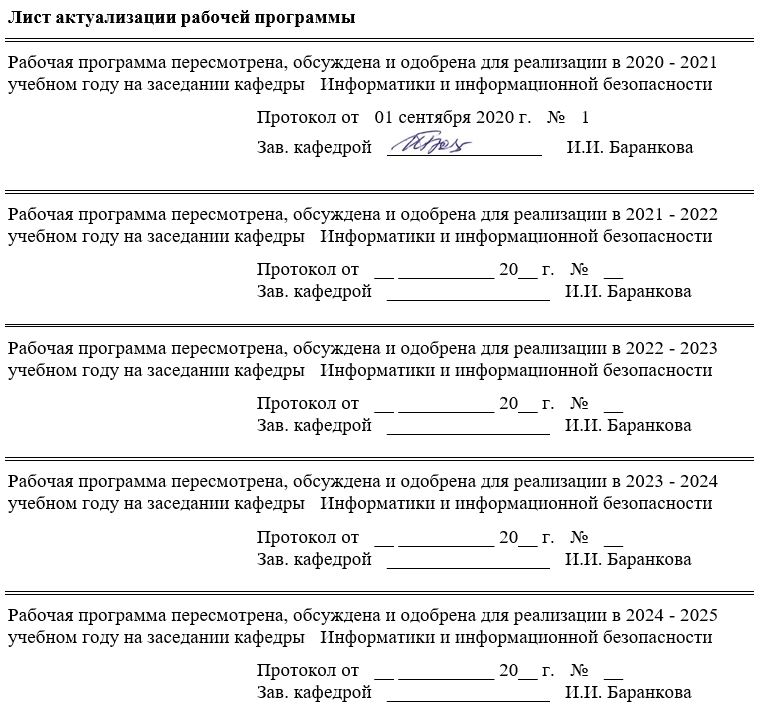 Лист актуализации рабочей программы
Рабочая программа пересмотрена, обсуждена и одобрена для реализации в 2020 - 2021
учебном году на заседании кафедры Информатики и информационной безопасности
Протокол от 01 сентября 2020 г. № 1
Зав. кафедрой ________________ И.И. Баранкова
Рабочая программа пересмотрена, обсуждена и одобрена для реализации в 2021 - 2022
учебном году на заседании кафедры Информатики и информационной безопасности
Протокол от __ __________ 20__ г. № __
Зав. кафедрой _________________ И.И. Баранкова
Рабочая программа пересмотрена, обсуждена и одобрена для реализации в 2022 - 2023
учебном году на заседании кафедры Информатики и информационной безопасности
Протокол от __ __________ 20__ г. № __
Зав. кафедрой _________________ И.И. Баранкова
Рабочая программа пересмотрена, обсуждена и одобрена для реализации в 2023 - 2024
учебном году на заседании кафедры Информатики и информационной безопасности
Протокол от __ __________ 20__ г. № __
Зав. кафедрой _________________ И.И. Баранкова
Рабочая программа пересмотрена, обсуждена и одобрена для реализации в 2024 - 2025
учебном году на заседании кафедры Информатики и информационной безопасности
Протокол от __ __________ 20__ г. № __
Зав. кафедрой _________________ И.И. Баранкова